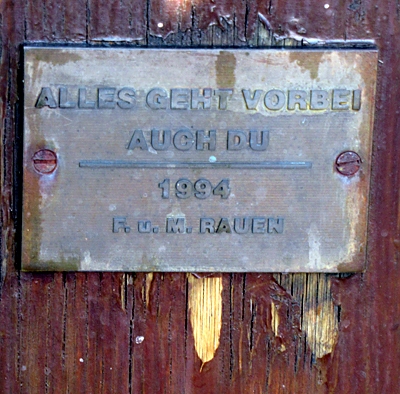 ALLES GEHT VORBEI
AUCH DU
1994
F. u. M. RAUEN